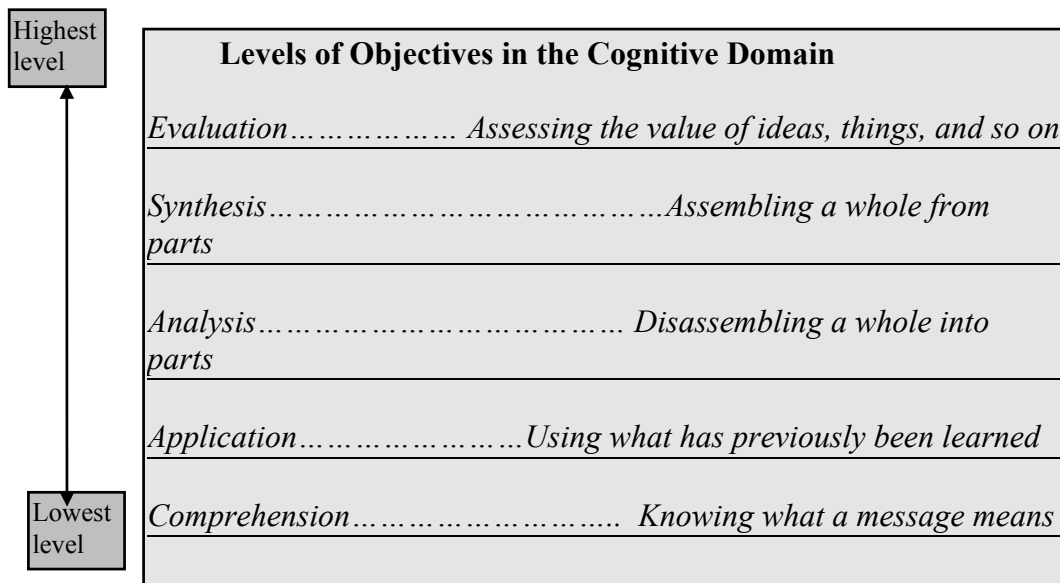 Highest
level
Levels of Objectives in the Cognitive Domain
Evaluation……………… Assessing the value of ideas, things, and so on
Synthesis……………………………………Assembling a whole from
parts
Analysis………………………………… Disassembling a whole into
parts
Application……………………Using what has previously been learned
Lowest
level
Comprehension……………………….. Knowing what a message means